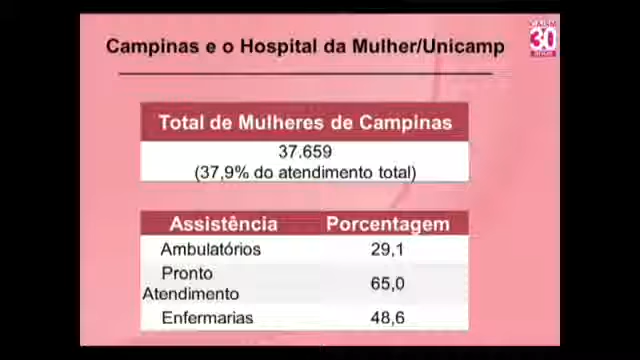 Campinas e o Hospital da Mulher/Unicamp
30
Total de Mulheres de Campinas
37.659
(37,9% do atendimento total)
Assistência Porcentagem
Ambulatórios 29,1
Pronto
Atendimento 65,0
Enfermarias 48,6